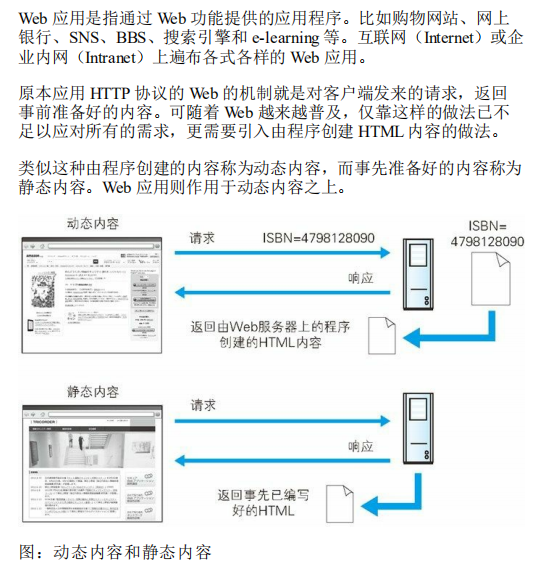 Web 应用是指通过 Web 功能提供的应用程序。比如购物网站、网上
银行、SNS、BBS、搜索引擎和 e-learning 等。互联网（Internet）或企
业内网（Intranet）上遍布各式各样的 Web 应用。
原本应用 HTTP 协议的 Web 的机制就是对客户端发来的请求，返回
事前准备好的内容。可随着 Web 越来越普及，仅靠这样的做法已不
足以应对所有的需求，更需要引入由程序创建 HTML 内容的做法。
类似这种由程序创建的内容称为动态内容，而事先准备好的内容称为
静态内容。Web 应用则作用于动态内容之上。
动态内容
请求
ISBN=4798128090
ISBN=
4798128090
响应
返回由Web服务器上的程序
创建的HTML内容
静态内容
请求
响应
返回事先已编写
好的HTML
图：动态内容和静态内容